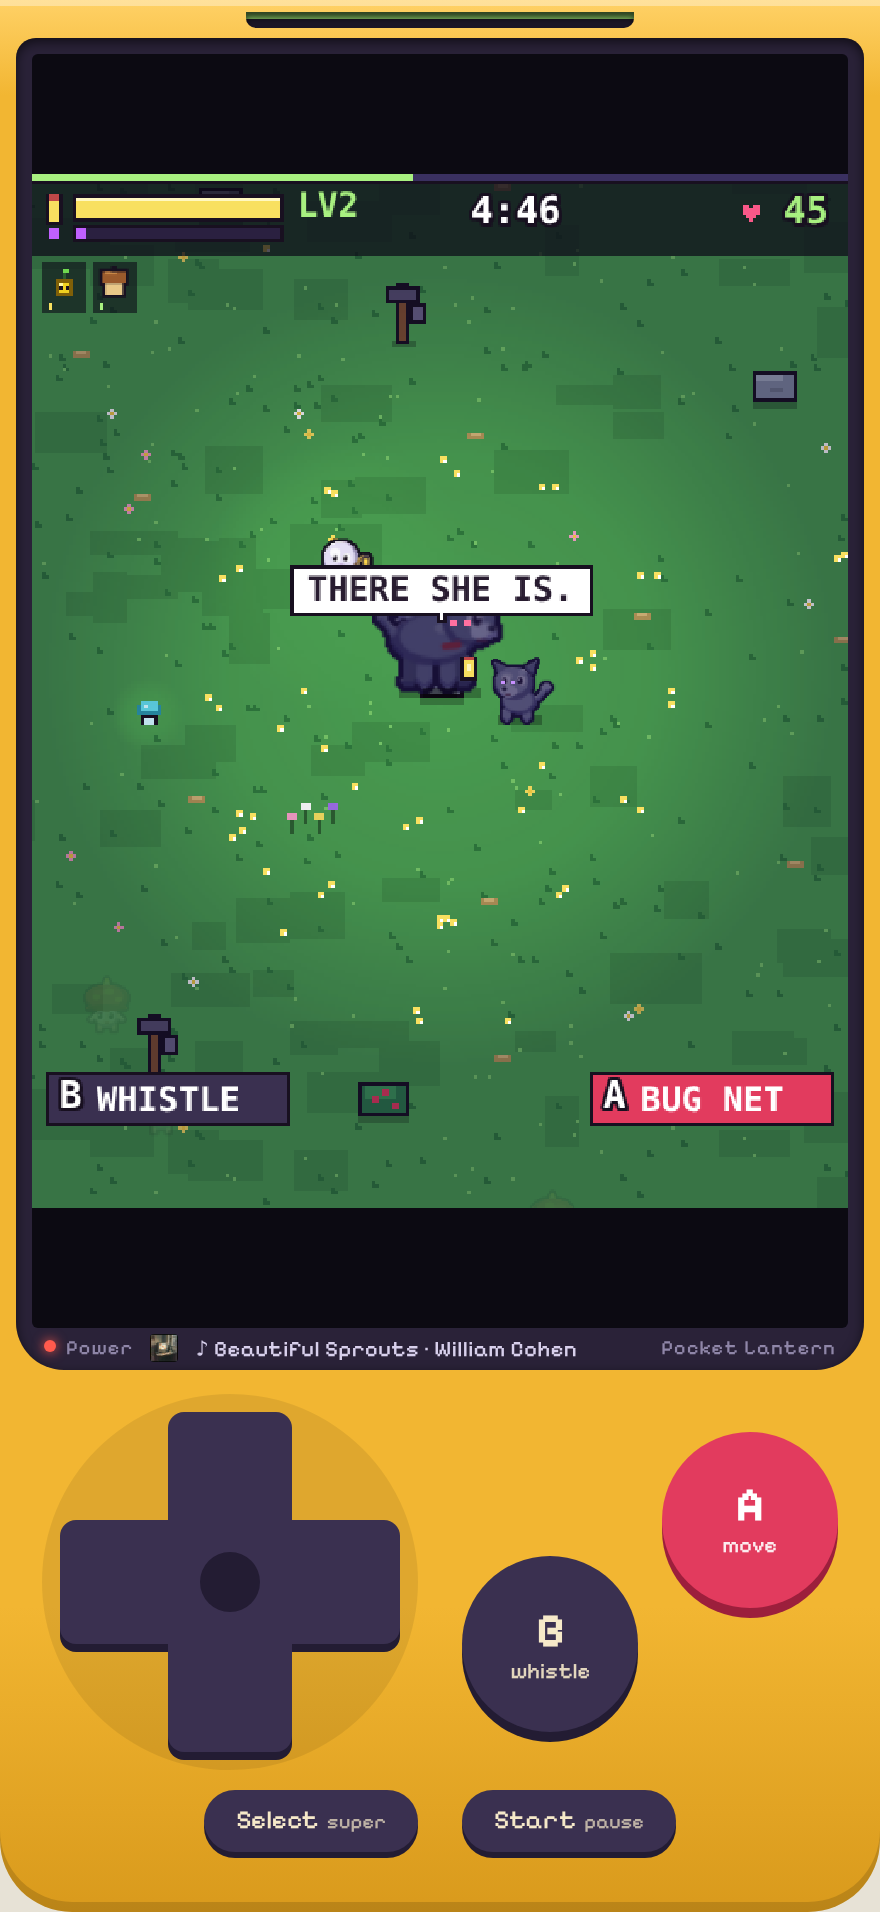 LV2
4:46
45
THERE SHE IS.
B WHISTLE
A BUG NET
Power
♪ Beautiful Sprouts · William Cohen
Pocket Lantern
A
move
B
whistle
Select super
Start pause